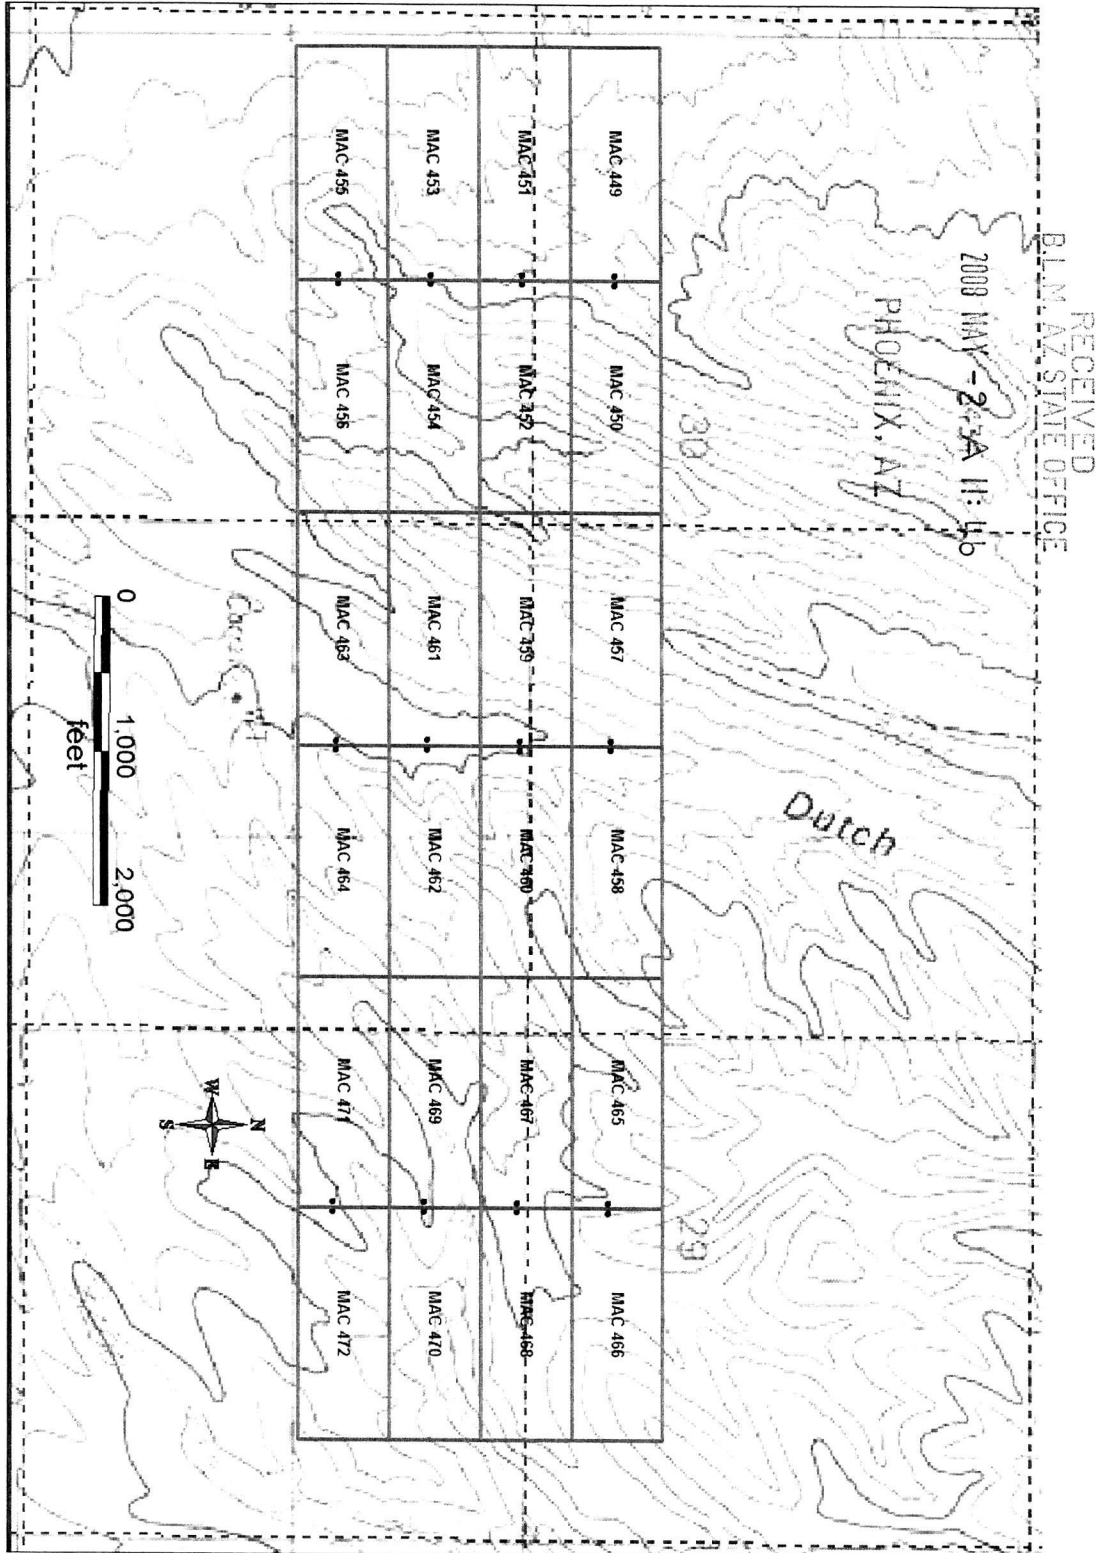 RECEIVED
B.L.M. AZ STATE OFFICE
2008 MAY -2 A 11:46
PHOENIX, AZ
MAC 449
MAC 450
MAC 457
MAC 458
MAC 465
MAC 466
MAC 451
MAC 452
MAC 459
MAC 460
MAC 467
MAC 468
MAC 453
MAC 454
MAC 461
MAC 462
MAC 469
MAC 470
MAC 455
MAC 456
MAC 463
MAC 464
MAC 471
MAC 472
30
29
Dutch
0 1,000 2,000
feet
N
W E
S